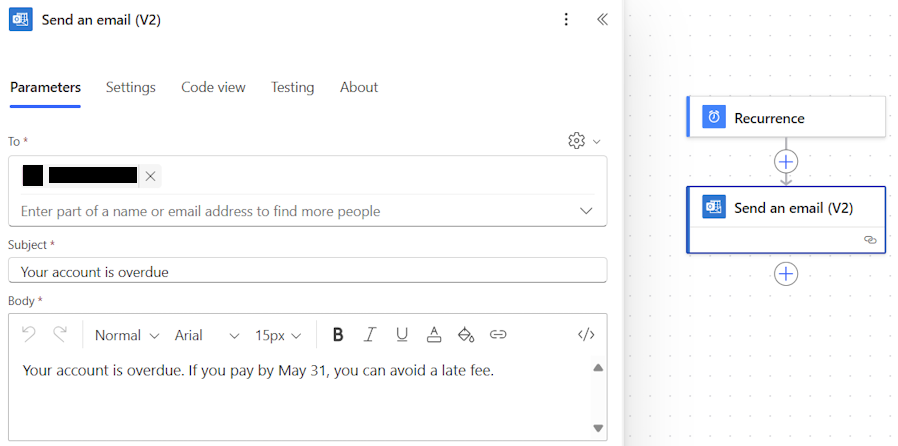 Send an email (V2)
Parameters
Settings
Code view
Testing
About
To *
Enter part of a name or email address to find more people
Subject *
Your account is overdue
Body *
Normal
Arial
15px
B
I
U
A
</>
Your account is overdue. If you pay by May 31, you can avoid a late fee.
Recurrence
Send an email (V2)